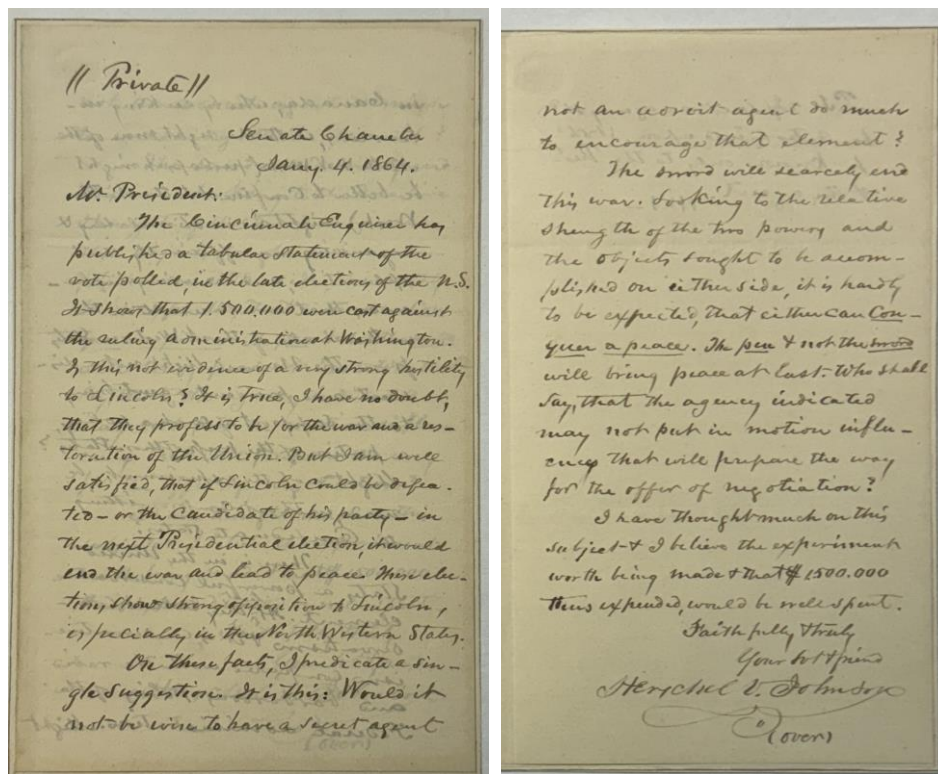 // Private //
Senate Chamber
Jany. 4. 1864.
Mr. President:
The Cincinnati Enquirer has
published a tabular statement of the
vote polled, in the late elections of the U.S.
It shows that 1.500,000 were cast against
the ruling administration at Washington.
Is this not evidence of a very strong hostility
to Lincoln? It is true, I have no doubt,
that they profess to be for the war and a res-
toration of the Union. But I am well
satisfied, that if Lincoln could be defea-
ted - or the candidate of his party - in
the next Presidential election, it would
end the war and lead to peace. These elec-
tions show strong opposition to Lincoln,
especially in the North Western States.
On these facts, I predicate a sin-
gle suggestion. It is this: Would it
not be wise to have a secret agent
not an adroit agent do much
to encourage that element?
The sword will scarcely end
this war. Looking to the relative
strength of the two powers and
the objects sought to be accom-
plished on either side, it is hardly
to be expected, that either can Con-
quer a peace. The pen & not the sword
will bring peace at last. Who shall
say, that the agency indicated
may not put in motion influ-
ences that will prepare the way
for the offer of negotiation?
I have thought much on this
subject & I believe the experiment
worth being made & that $1500.000
thus expended, would be well spent.
Faithfully & truly
Your svt & friend
Herschel V. Johnson
(over)